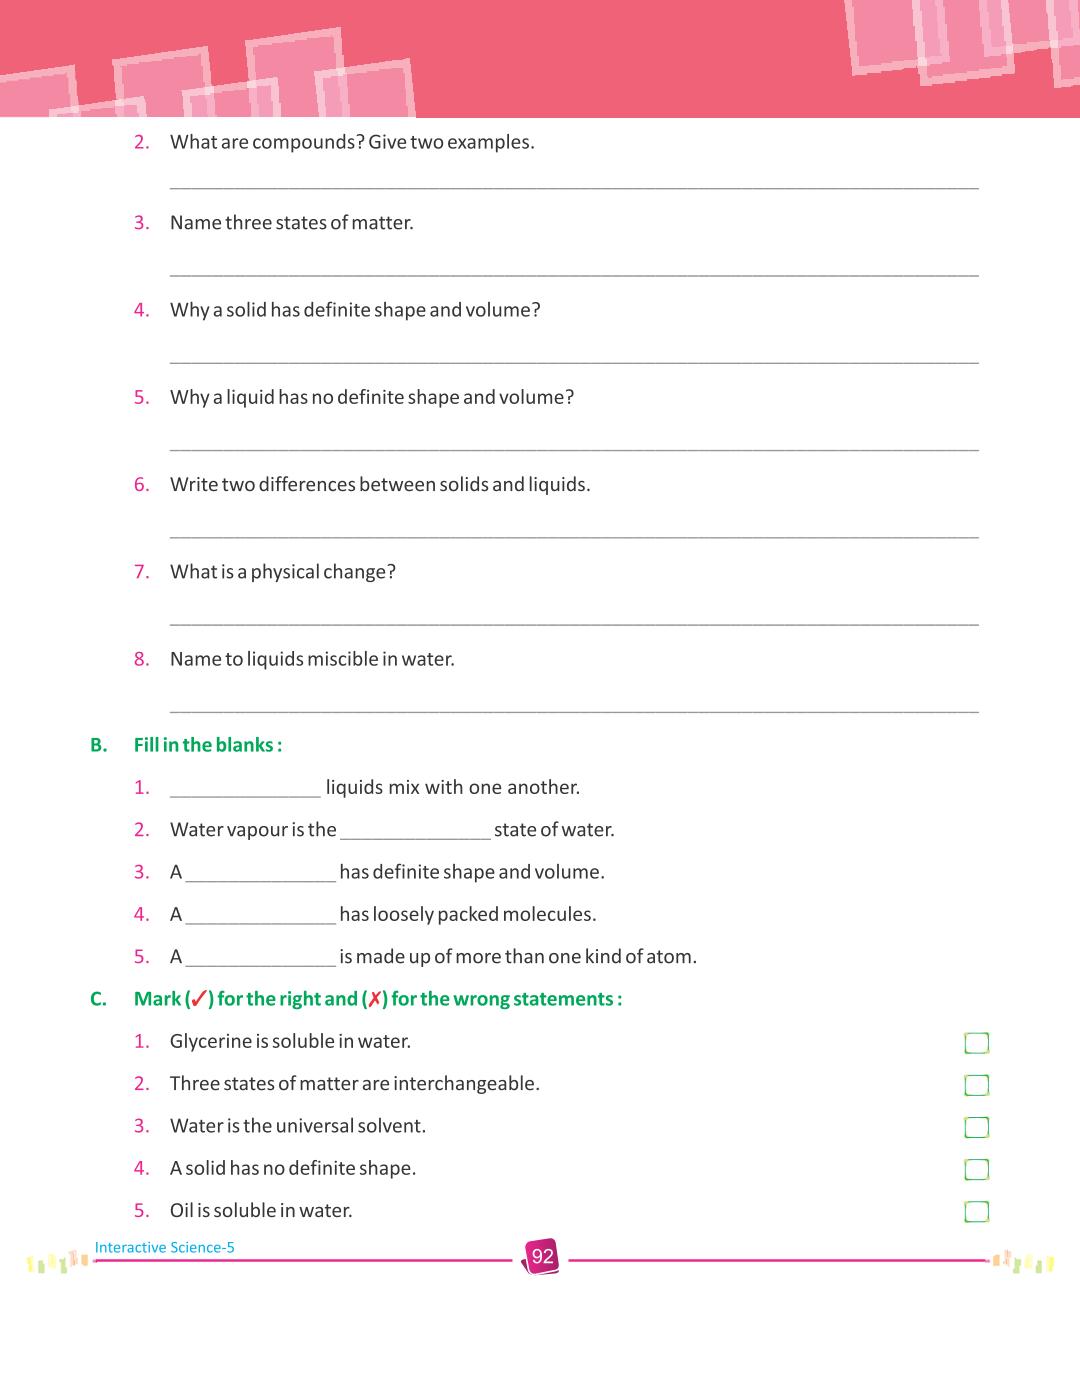 2. What are compounds? Give two examples.
3. Name three states of matter.
4. Why a solid has definite shape and volume?
5. Why a liquid has no definite shape and volume?
6. Write two differences between solids and liquids.
7. What is a physical change?
8. Name to liquids miscible in water.
B. Fill in the blanks :
1. ______________ liquids mix with one another.
2. Water vapour is the ______________ state of water.
3. A ______________ has definite shape and volume.
4. A ______________ has loosely packed molecules.
5. A ______________ is made up of more than one kind of atom.
C. Mark (✓) for the right and (✗) for the wrong statements :
1. Glycerine is soluble in water.
2. Three states of matter are interchangeable.
3. Water is the universal solvent.
4. A solid has no definite shape.
5. Oil is soluble in water.
Interactive Science-5
92